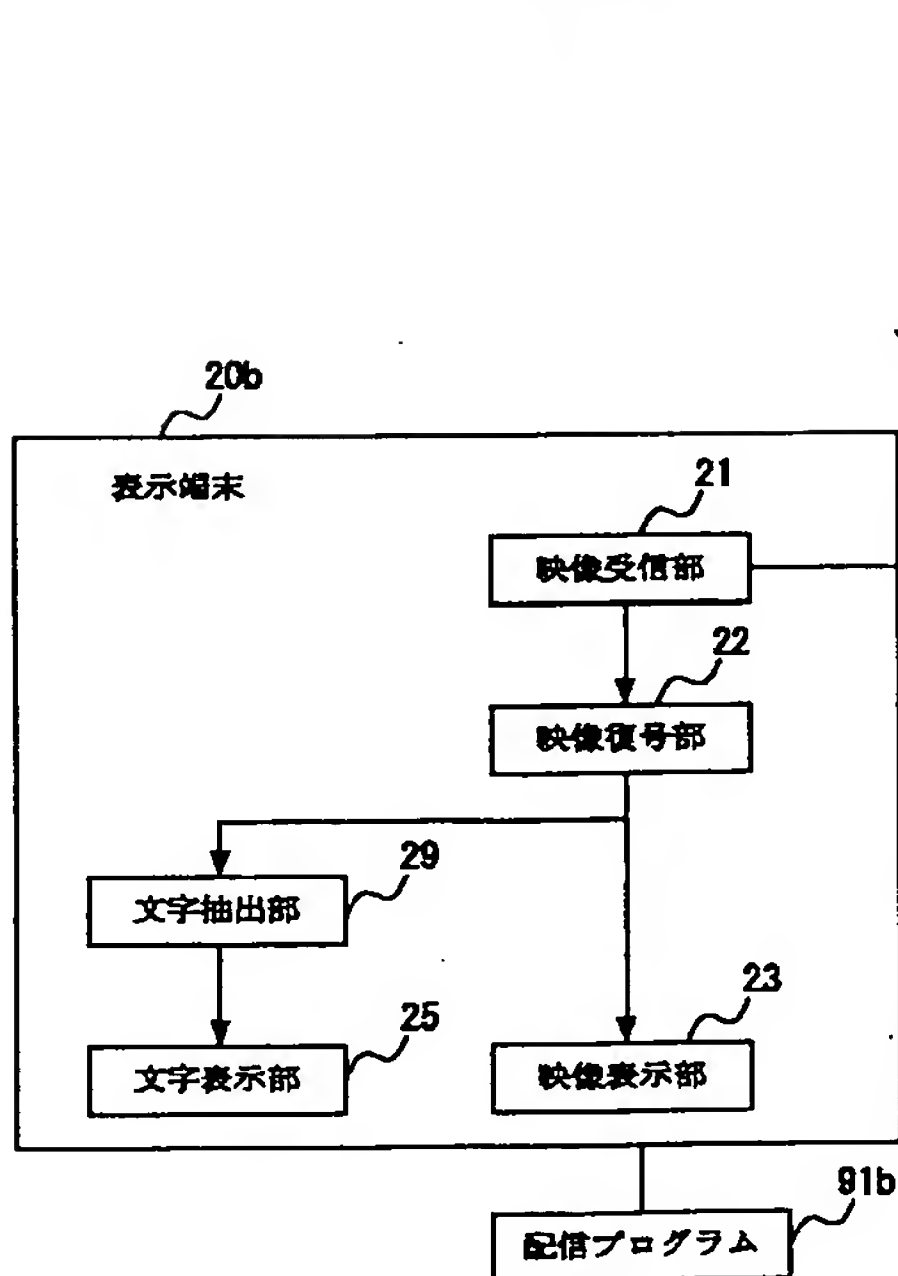 20b
表示端末
21
映像受信部
22
映像復号部
29
文字抽出部
23
25
文字表示部
映像表示部
91b
配信プログラム